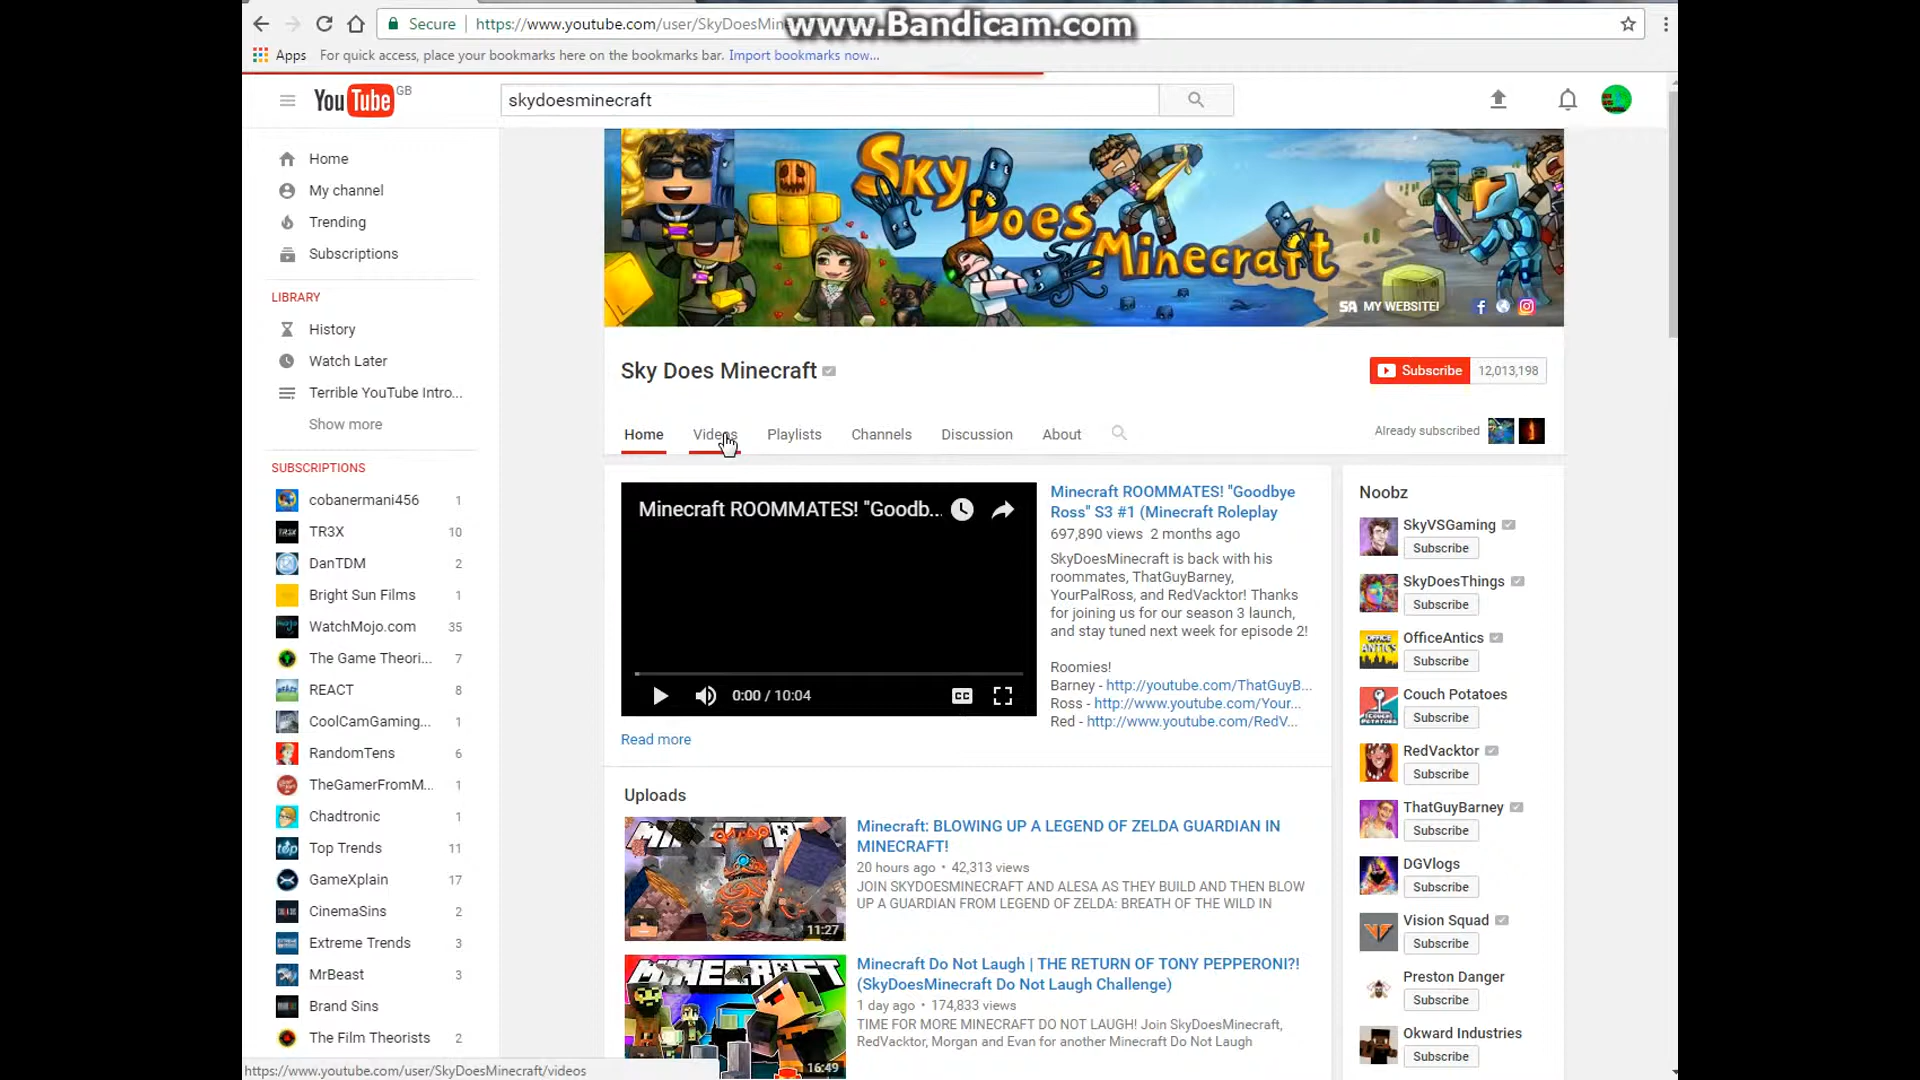 www.Bandicam.com
Secure
https://www.youtube.com/user/SkyDoesMine
Apps
For quick access, place your bookmarks here on the bookmarks bar. Import bookmarks now...
YouTube GB
skydoesminecraft
Home
My channel
Trending
Subscriptions
LIBRARY
History
Watch Later
Terrible YouTube Intro...
Show more
SUBSCRIPTIONS
cobanermani456 1
TR3X 10
DanTDM 2
Bright Sun Films 1
WatchMojo.com 35
The Game Theori... 7
REACT 8
CoolCamGaming... 1
RandomTens 6
TheGamerFromM... 1
Chadtronic 1
Top Trends 11
GameXplain 17
CinemaSins 2
Extreme Trends 3
MrBeast 3
Brand Sins
The Film Theorists 2
https://www.youtube.com/user/SkyDoesMinecraft/videos
Sky
Does
Minecraft
SA MY WEBSITE!
Sky Does Minecraft
Subscribe 12,013,198
Home Videos Playlists Channels Discussion About
Already subscribed
Minecraft ROOMMATES! "Goodb...
0:00 / 10:04
CC
Minecraft ROOMMATES! "Goodbye
Ross" S3 #1 (Minecraft Roleplay
697,890 views 2 months ago
SkyDoesMinecraft is back with his
roommates, ThatGuyBarney,
YourPalRoss, and RedVacktor! Thanks
for joining us for our season 3 launch,
and stay tuned next week for episode 2!
Roomies!
Barney - http://youtube.com/ThatGuyB...
Ross - http://www.youtube.com/Your...
Red - http://www.youtube.com/RedV...
Read more
Uploads
11:27
Minecraft: BLOWING UP A LEGEND OF ZELDA GUARDIAN IN
MINECRAFT!
20 hours ago • 42,313 views
JOIN SKYDOESMINECRAFT AND ALESA AS THEY BUILD AND THEN BLOW
UP A GUARDIAN FROM LEGEND OF ZELDA: BREATH OF THE WILD IN
MINECRAFT
16:49
Minecraft Do Not Laugh | THE RETURN OF TONY PEPPERONI?!
(SkyDoesMinecraft Do Not Laugh Challenge)
1 day ago • 174,833 views
TIME FOR MORE MINECRAFT DO NOT LAUGH! Join SkyDoesMinecraft,
RedVacktor, Morgan and Evan for another Minecraft Do Not Laugh
Noobz
SkyVSGaming
Subscribe
SkyDoesThings
Subscribe
OFFICE
ANTICS
OfficeAntics
Subscribe
Couch Potatoes
Subscribe
RedVacktor
Subscribe
ThatGuyBarney
Subscribe
DGVlogs
Subscribe
Vision Squad
Subscribe
Preston Danger
Subscribe
Okward Industries
Subscribe